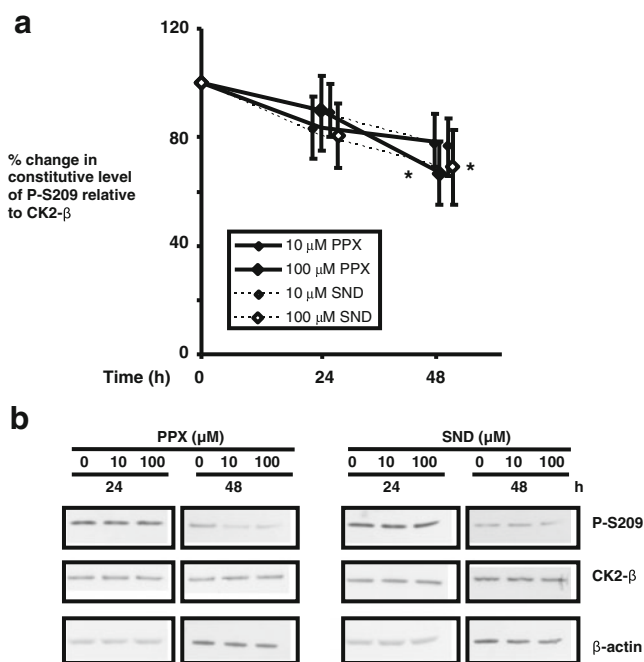 a
120
80
40
0
% change in
constitutive level
of P-S209 relative
to CK2-β
* *
10 μM PPX
100 μM PPX
10 μM SND
100 μM SND
Time (h) 0 24 48
b
PPX (μM) SND (μM)
0 10 100 0 10 100 0 10 100 0 10 100
24 48 24 48 h
P-S209
CK2-β
β-actin